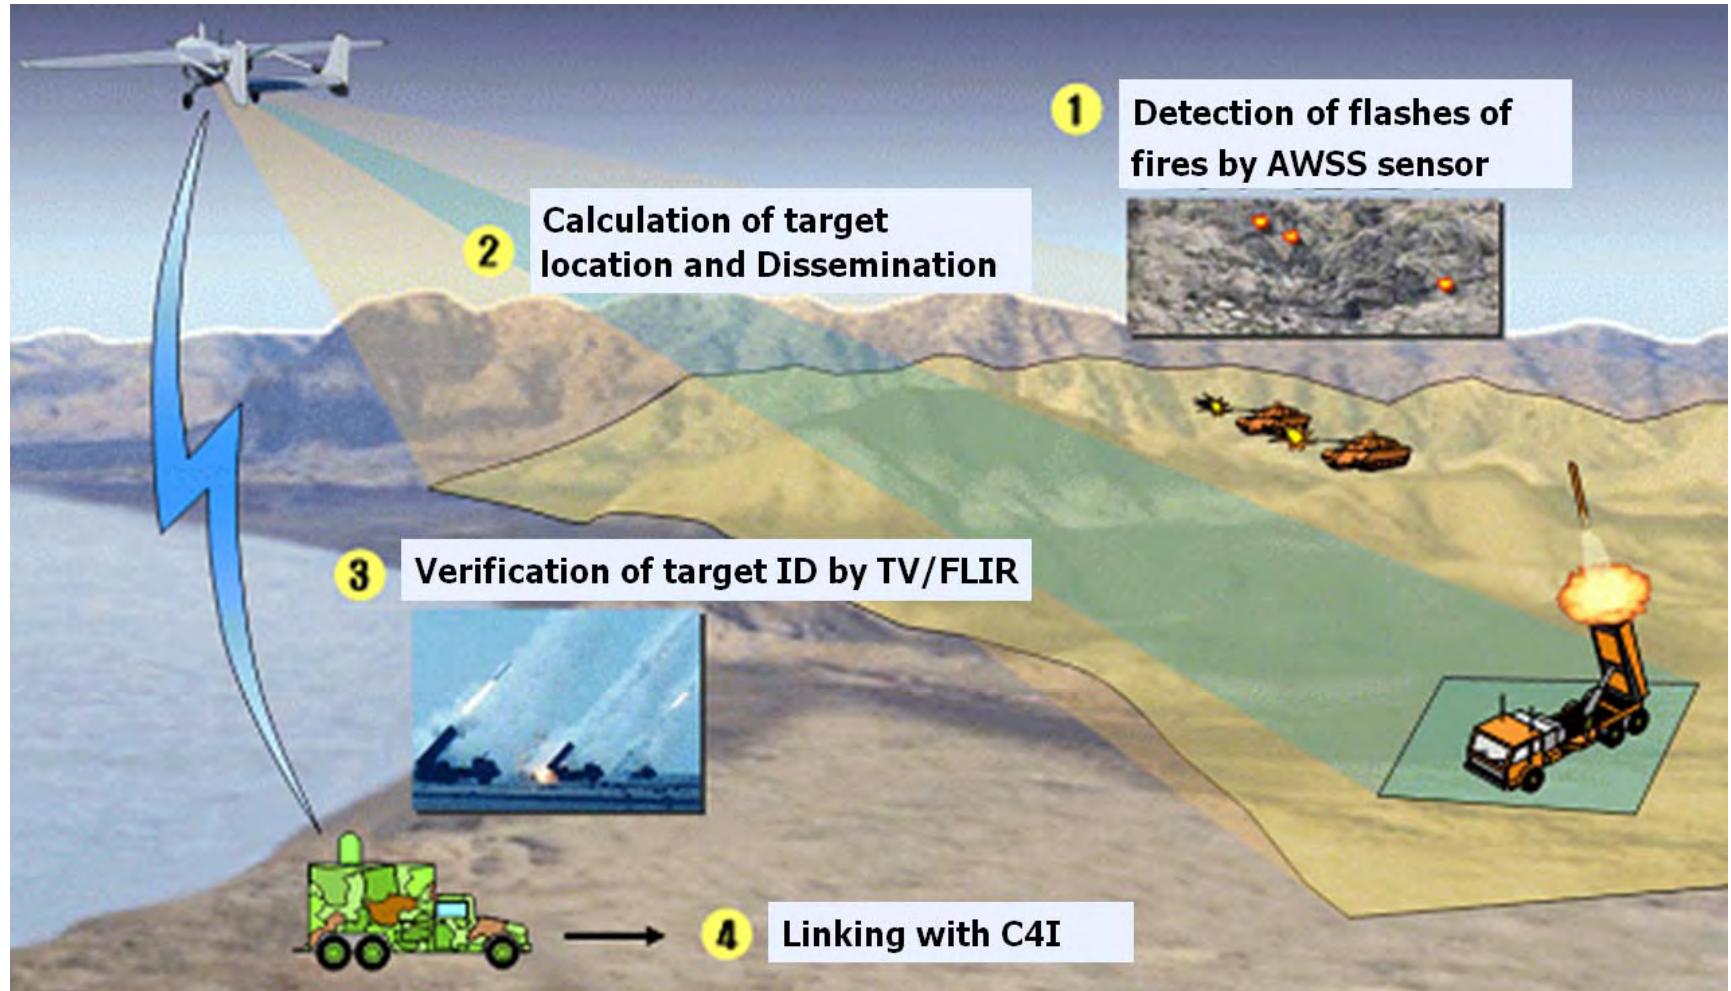 1
Detection of flashes of
fires by AWSS sensor
2
Calculation of target
location and Dissemination
3
Verification of target ID by TV/FLIR
4
Linking with C4I